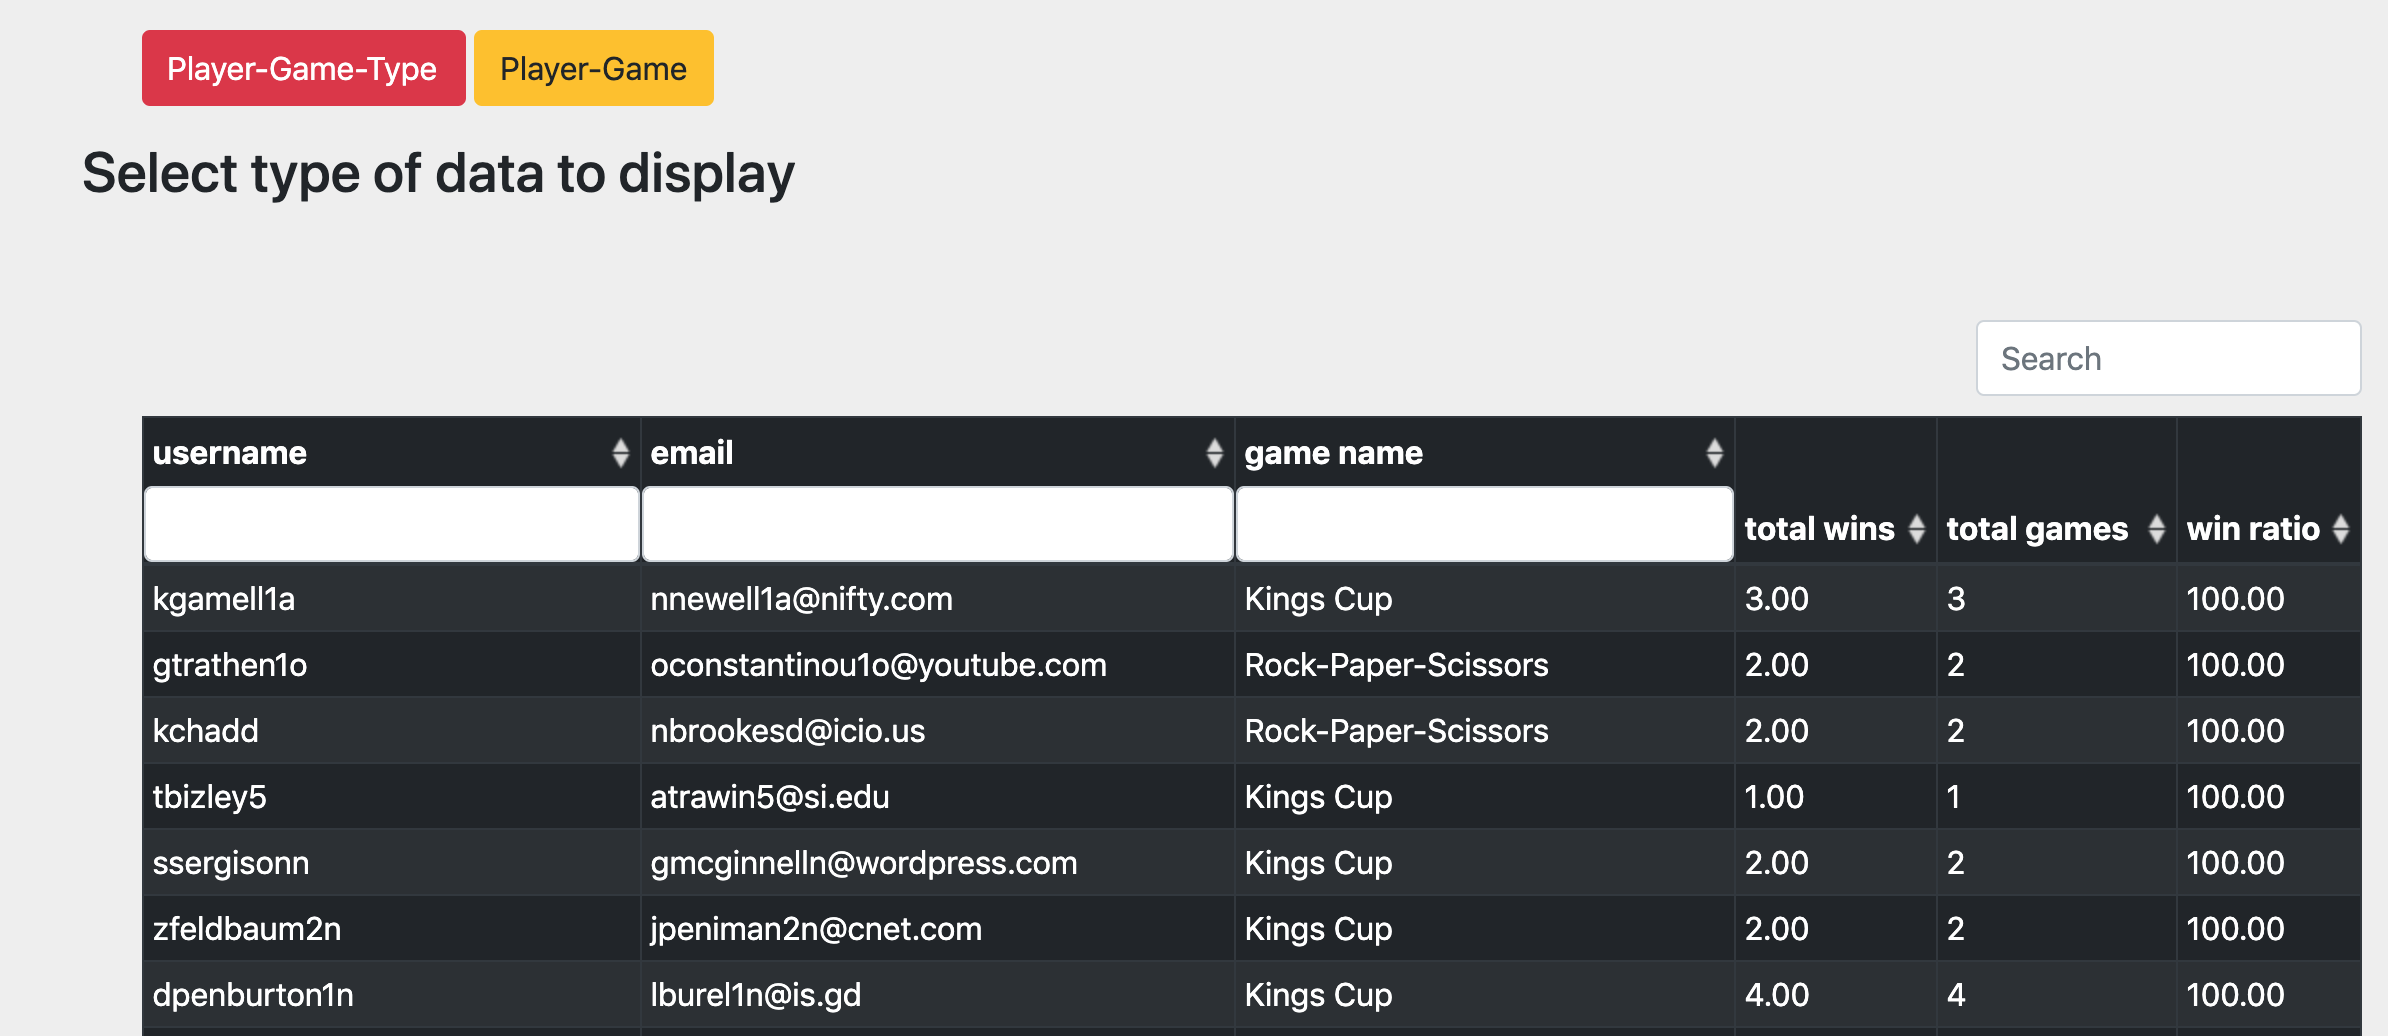 Player-Game-Type Player-Game
Select type of data to display
Search
username email game name total wins total games win ratio
kgamell1a nnewell1a@nifty.com Kings Cup 3.00 3 100.00
gtrathen1o oconstantinou1o@youtube.com Rock-Paper-Scissors 2.00 2 100.00
kchadd nbrookesd@icio.us Rock-Paper-Scissors 2.00 2 100.00
tbizley5 atrawin5@si.edu Kings Cup 1.00 1 100.00
ssergisonn gmcginnelln@wordpress.com Kings Cup 2.00 2 100.00
zfeldbaum2n jpeniman2n@cnet.com Kings Cup 2.00 2 100.00
dpenburton1n lburel1n@is.gd Kings Cup 4.00 4 100.00